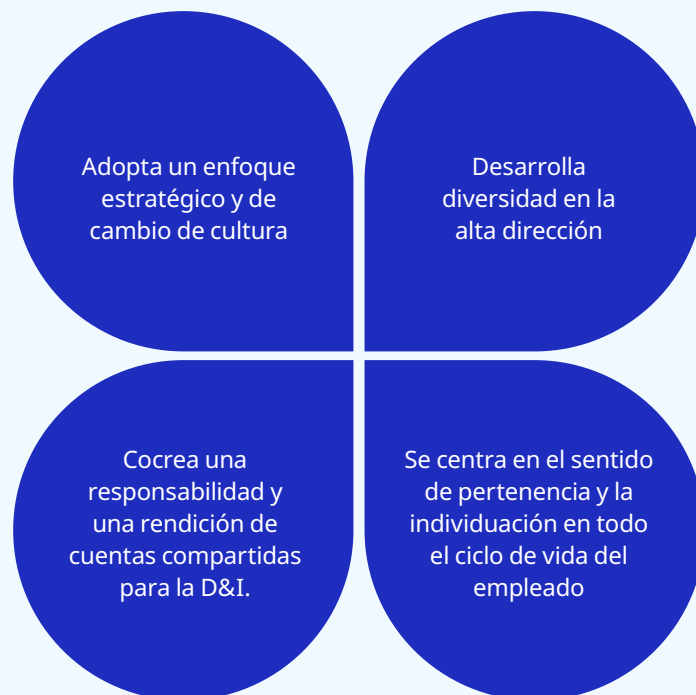 Adopta un enfoque
estratégico y de
cambio de cultura
Desarrolla
diversidad en la
alta dirección
Cocrea una
responsabilidad y
una rendición de
cuentas compartidas
para la D&I.
Se centra en el sentido
de pertenencia y la
individuación en todo
el ciclo de vida del
empleado